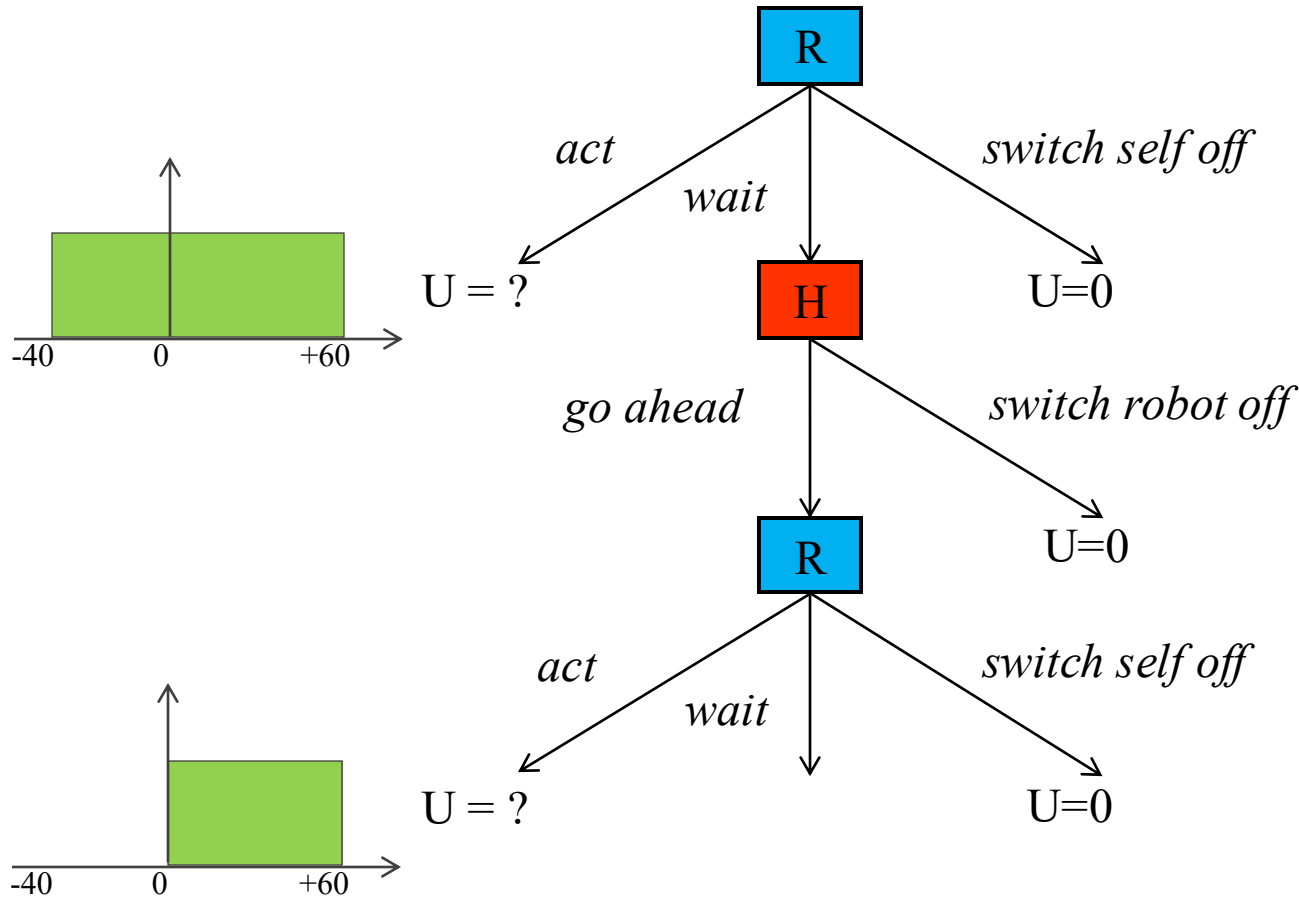 R
act
wait
switch self off
U = ?
H
U=0
-40
0
+60
go ahead
switch robot off
R
U=0
act
wait
switch self off
U = ?
U=0
-40
0
+60